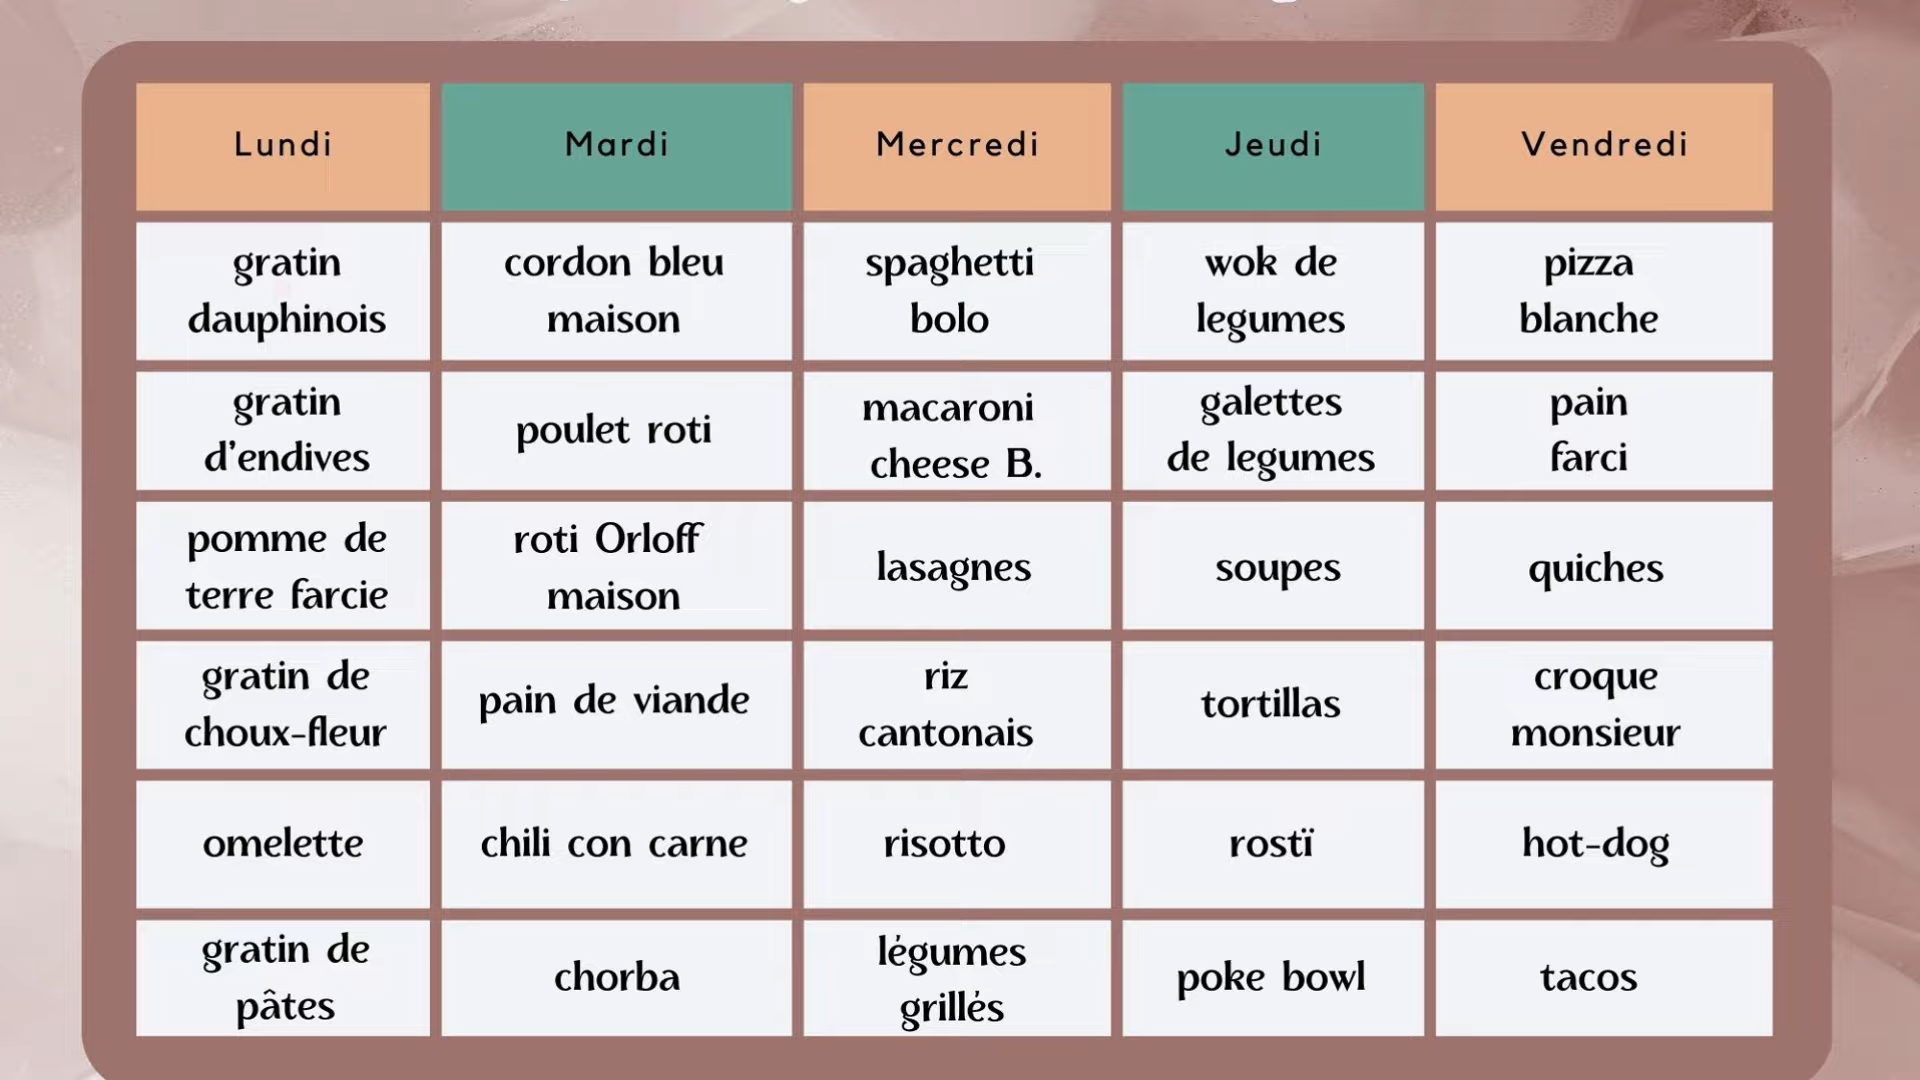 Lundi
Mardi
Mercredi
Jeudi
Vendredi
gratin
dauphinois
cordon bleu
maison
spaghetti
bolo
wok de
legumes
pizza
blanche
gratin
d'endives
poulet roti
macaroni
cheese B.
galettes
de legumes
pain
farci
pomme de
terre farcie
roti Orloff
maison
lasagnes
soupes
quiches
gratin de
choux-fleur
pain de viande
riz
cantonais
tortillas
croque
monsieur
omelette
chili con carne
risotto
rostï
hot-dog
gratin de
pâtes
chorba
légumes
grillés
poke bowl
tacos